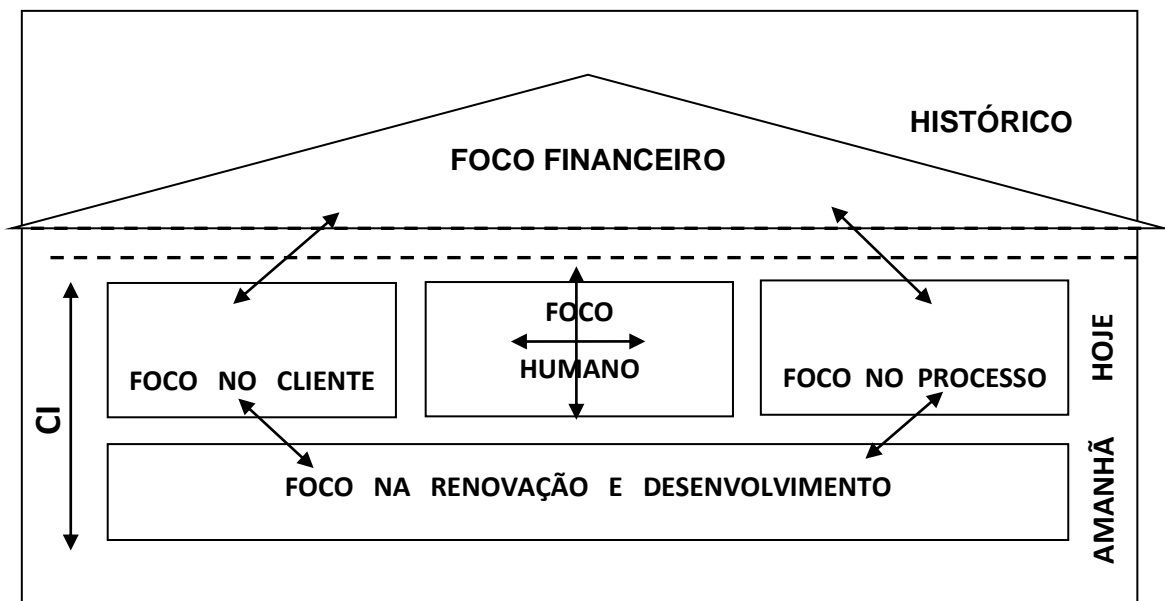 HISTÓRICO
FOCO FINANCEIRO
FOCO
HUMANO
FOCO NO CLIENTE
FOCO NO PROCESSO
HOJE
CI
FOCO NA RENOVAÇÃO E DESENVOLVIMENTO
AMANHÃ